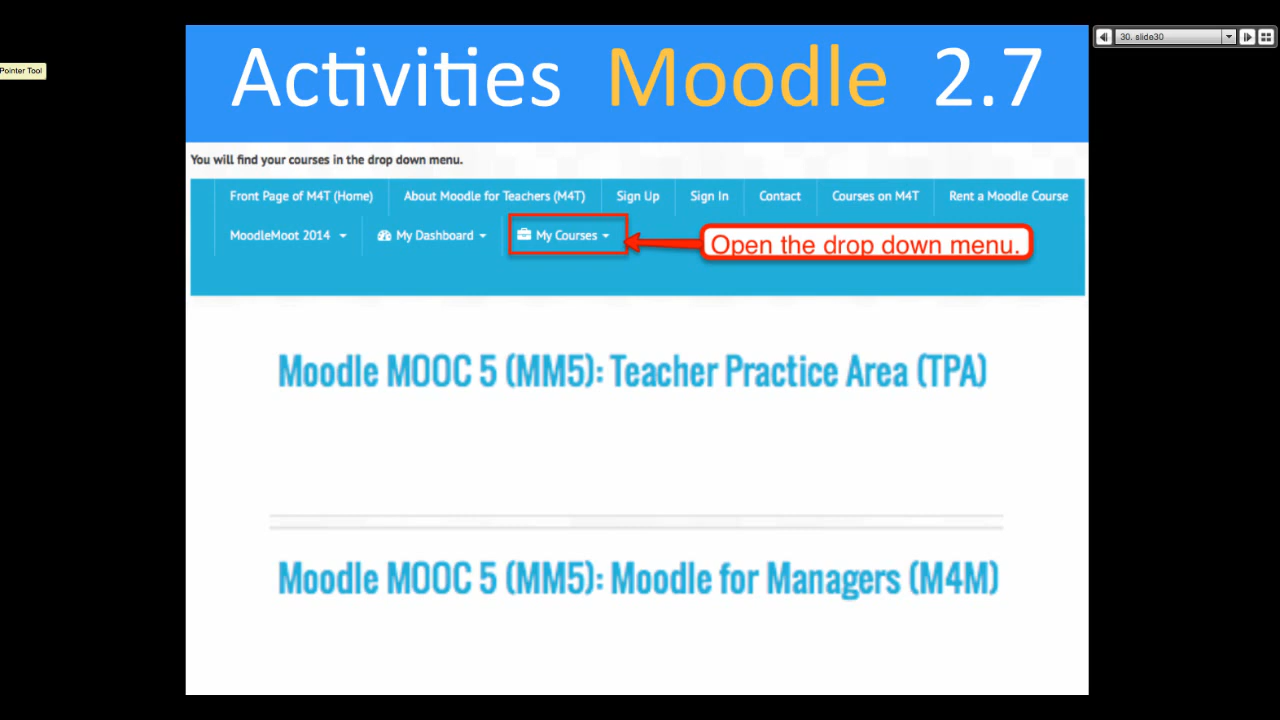 Activities Moodle 2.7
30. slide30
Pointer Tool
You will find your courses in the drop down menu.
Front Page of M4T (Home) About Moodle for Teachers (M4T) Sign Up Sign In Contact Courses on M4T Rent a Moodle Course
MoodleMoot 2014 My Dashboard My Courses
Open the drop down menu.
Moodle MOOC 5 (MM5): Teacher Practice Area (TPA)
Moodle MOOC 5 (MM5): Moodle for Managers (M4M)